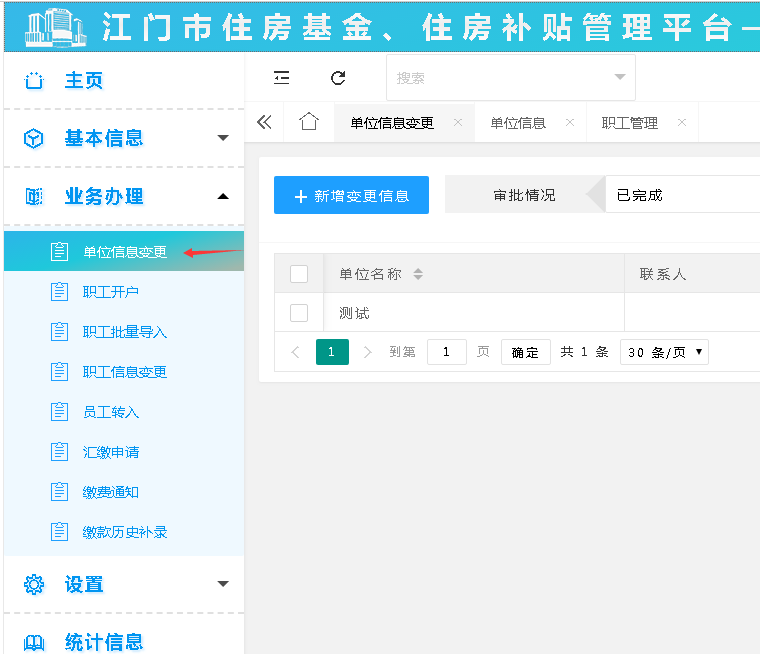 江门市住房基金、住房补贴管理平台—
主页
基本信息
业务办理
单位信息变更
职工开户
职工批量导入
职工信息变更
员工转入
汇缴申请
缴费通知
缴款历史补录
设置
统计信息
搜索
单位信息变更 单位信息 职工管理
新增变更信息 审批情况 已完成
单位名称 联系人
测试
1 到第 1 页 确定 共 1 条 30 条/页